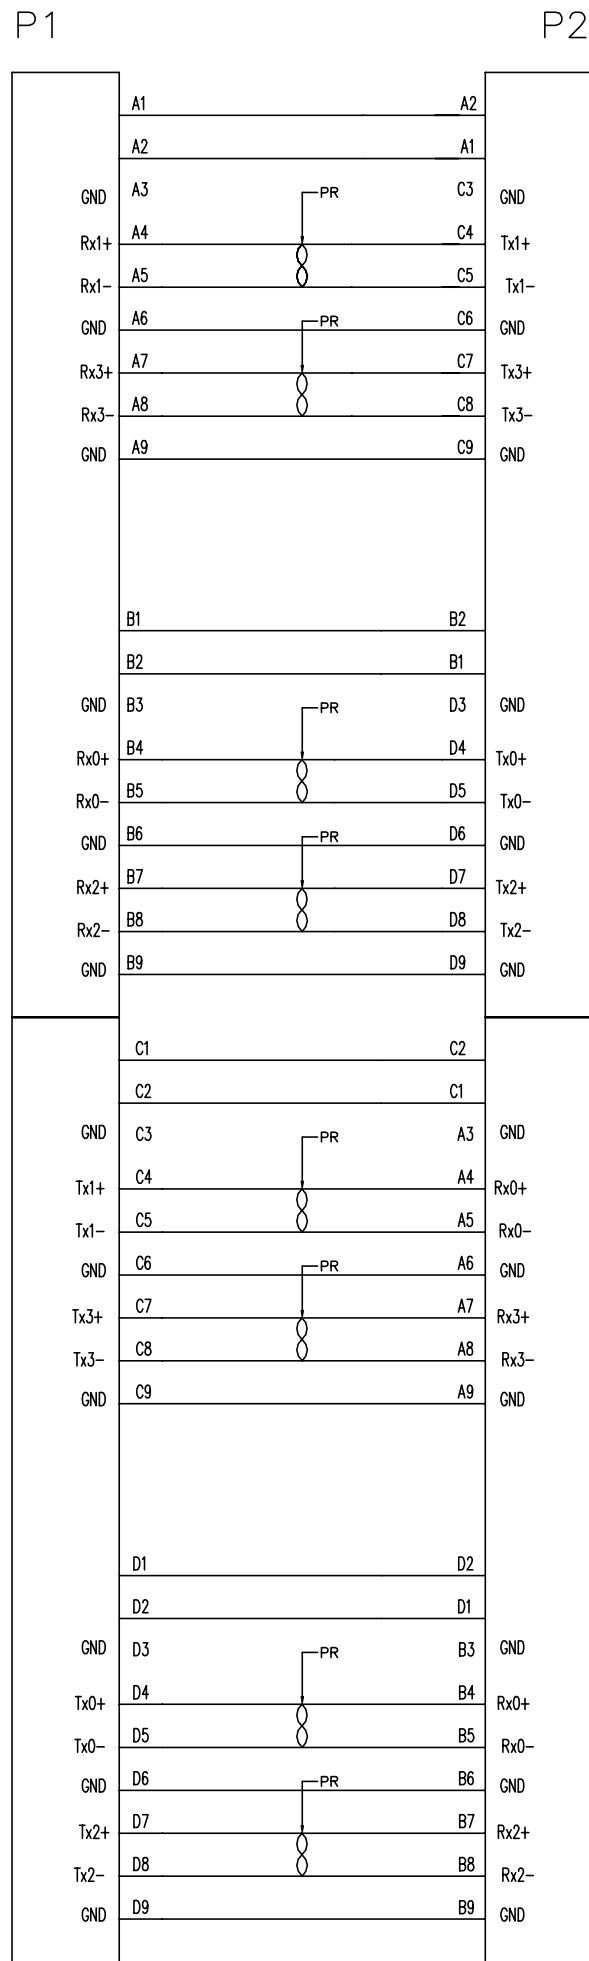 P1 P2
A1 A2
A2 A1
GND A3 PR C3 GND
Rx1+ A4 C4 Tx1+
Rx1- A5 C5 Tx1-
GND A6 PR C6 GND
Rx3+ A7 C7 Tx3+
Rx3- A8 C8 Tx3-
GND A9 C9 GND
B1 B2
B2 B1
GND B3 PR D3 GND
Rx0+ B4 D4 Tx0+
Rx0- B5 D5 Tx0-
GND B6 PR D6 GND
Rx2+ B7 D7 Tx2+
Rx2- B8 D8 Tx2-
GND B9 D9 GND
C1 C2
C2 C1
GND C3 PR A3 GND
Tx1+ C4 A4 Rx0+
Tx1- C5 A5 Rx0-
GND C6 PR A6 GND
Tx3+ C7 A7 Rx3+
Tx3- C8 A8 Rx3-
GND C9 A9 GND
D1 D2
D2 D1
GND D3 PR B3 GND
Tx0+ D4 B4 Rx0+
Tx0- D5 B5 Rx0-
GND D6 PR B6 GND
Tx2+ D7 B7 Rx2+
Tx2- D8 B8 Rx2-
GND D9 B9 GND